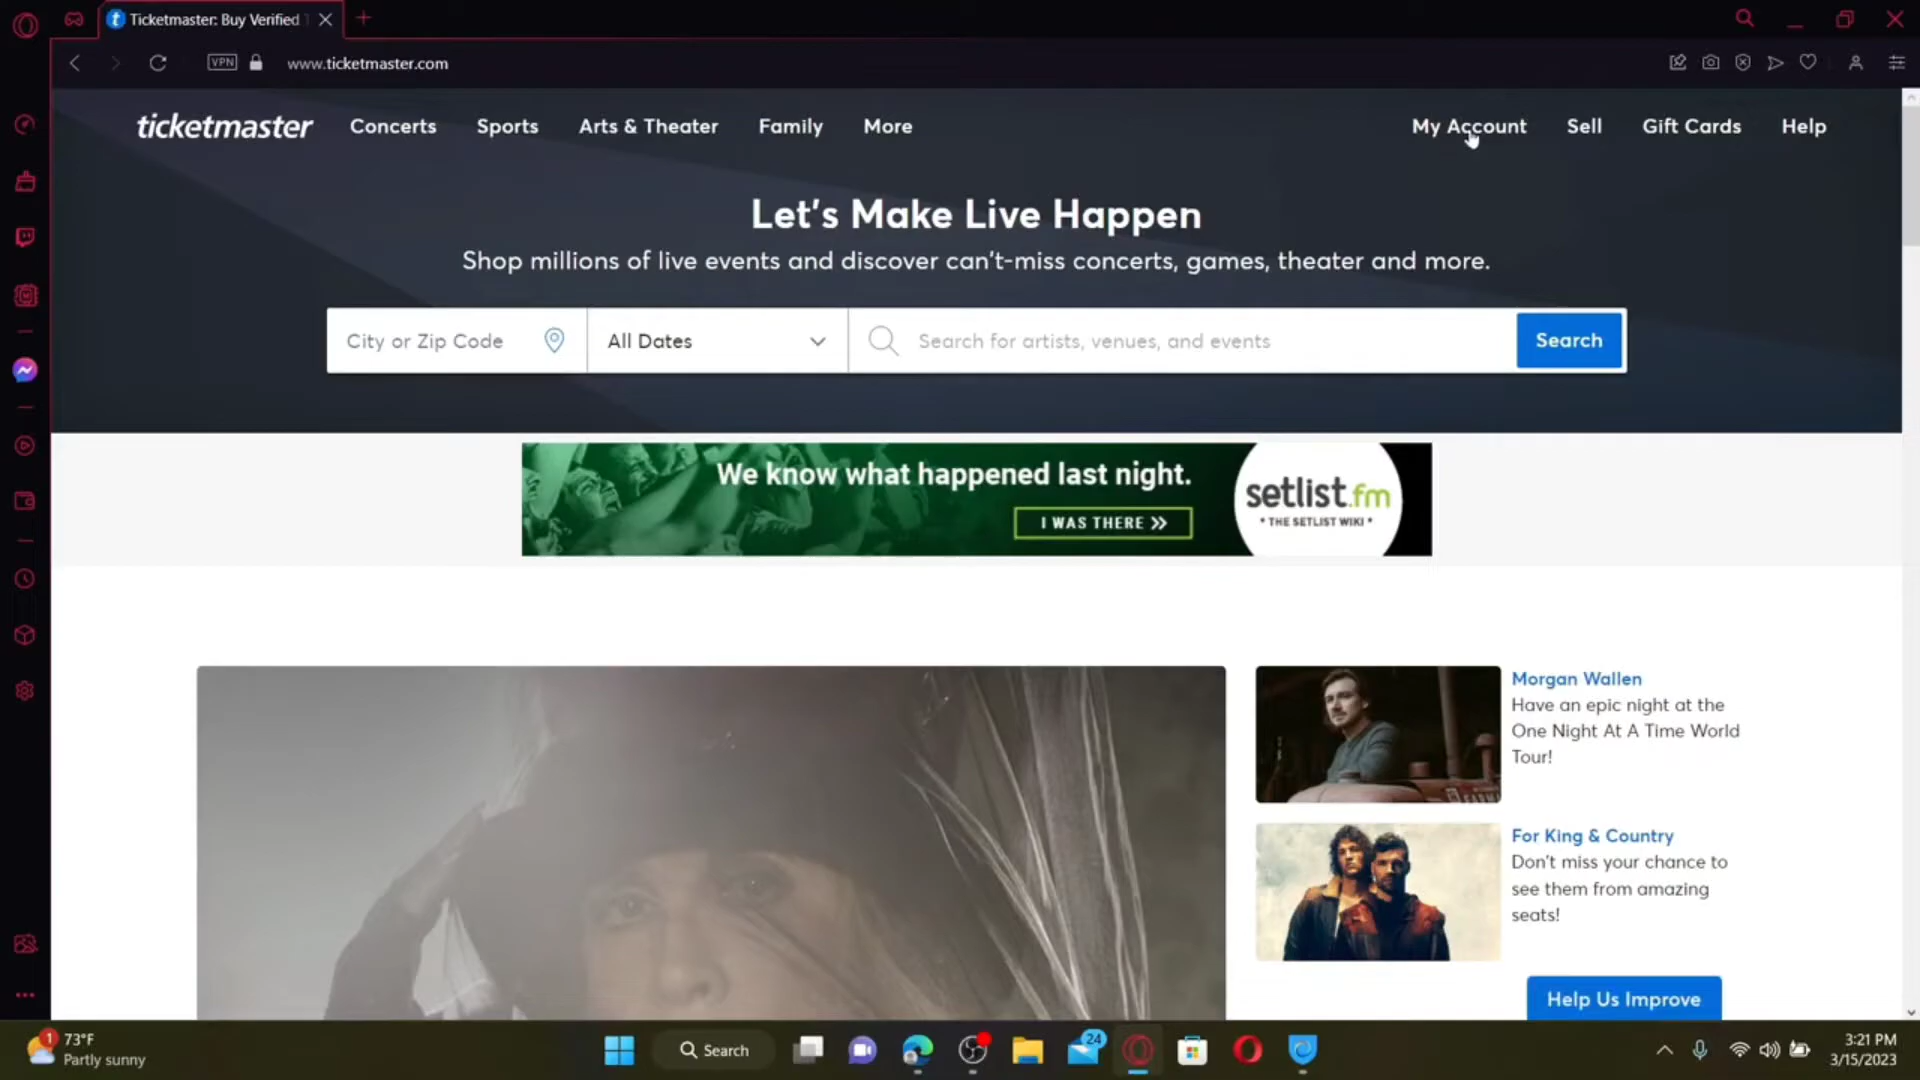 Ticketmaster: Buy Verified
VPN
www.ticketmaster.com
ticketmaster
Concerts
Sports
Arts & Theater
Family
More
My Account
Sell
Gift Cards
Help
Let's Make Live Happen
Shop millions of live events and discover can't-miss concerts, games, theater and more.
City or Zip Code
All Dates
Search for artists, venues, and events
Search
We know what happened last night.
I WAS THERE >>
setlist.fm
• THE SETLIST WIKI •
Morgan Wallen
Have an epic night at the
One Night At A Time World
Tour!
For King & Country
Don't miss your chance to
see them from amazing
seats!
Help Us Improve
1
73°F
Partly sunny
Search
24
3:21 PM
3/15/2023